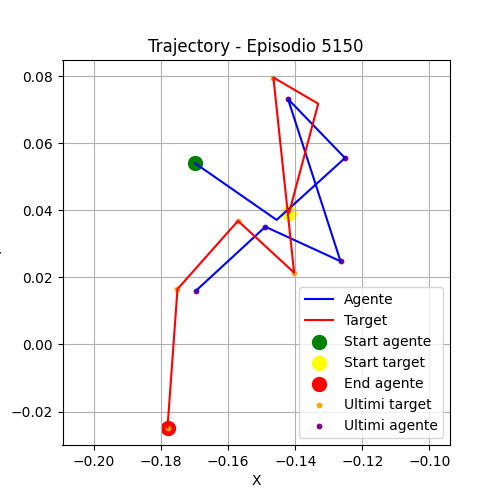 Trajectory - Episodio 5150
0.08
0.06
0.04
0.02
0.00
−0.02
−0.20
−0.18
−0.16
−0.14
−0.12
−0.10
X
Agente
Target
Start agente
Start target
End agente
Ultimi target
Ultimi agente